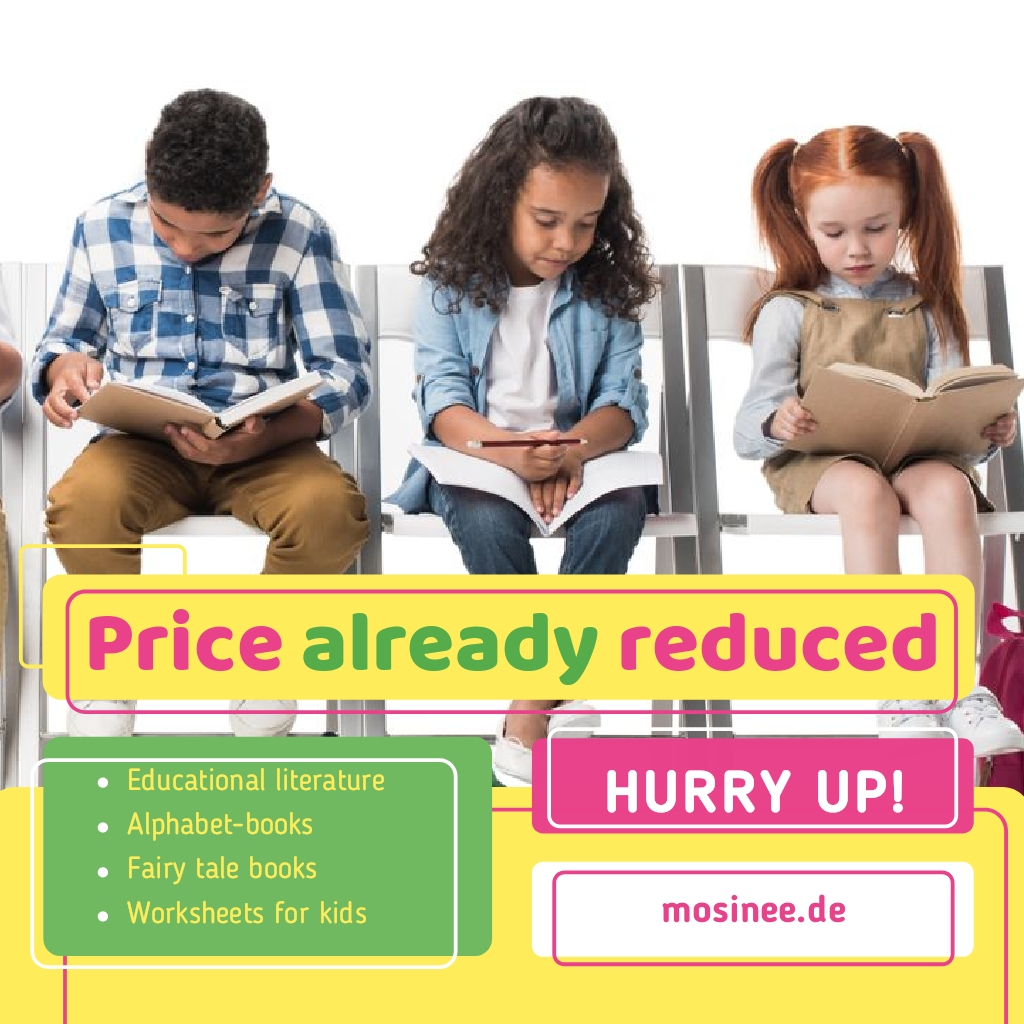 Price already reduced
Educational literature
Alphabet-books
Fairy tale books
Worksheets for kids
HURRY UP!
mosinee.de